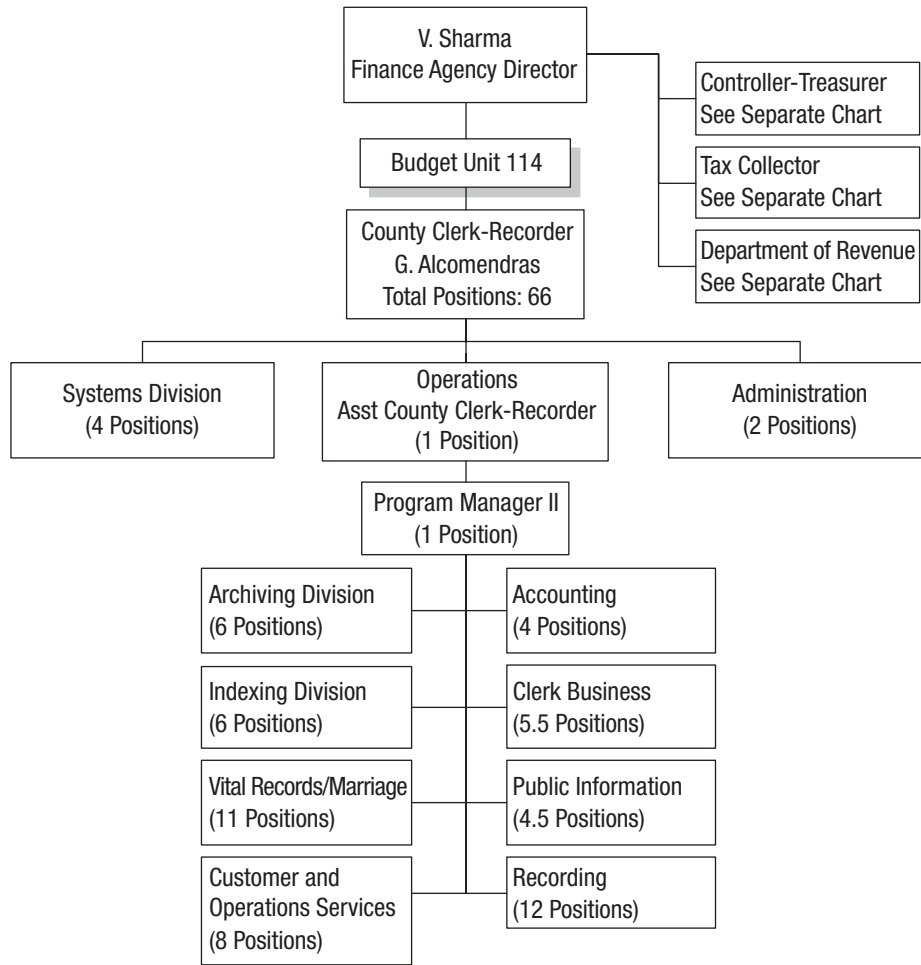 V. Sharma
Finance Agency Director
Controller-Treasurer
See Separate Chart
Tax Collector
See Separate Chart
Department of Revenue
See Separate Chart
Budget Unit 114
County Clerk-Recorder
G. Alcomendras
Total Positions: 66
Systems Division
(4 Positions)
Operations
Asst County Clerk-Recorder
(1 Position)
Administration
(2 Positions)
Program Manager II
(1 Position)
Archiving Division
(6 Positions)
Accounting
(4 Positions)
Indexing Division
(6 Positions)
Clerk Business
(5.5 Positions)
Vital Records/Marriage
(11 Positions)
Public Information
(4.5 Positions)
Customer and
Operations Services
(8 Positions)
Recording
(12 Positions)